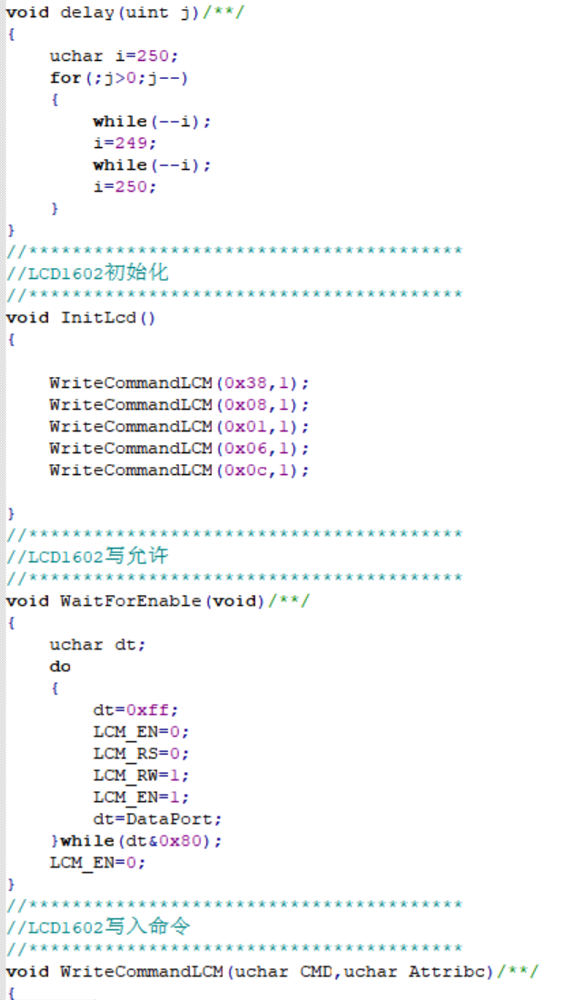 void delay(uint j)/**/
{
    uchar i=250;
    for(;j>0;j--)
    {
        while(--i);
        i=249;
        while(--i);
        i=250;
    }
}
//****************************************
//LCD1602初始化
//****************************************
void InitLcd()
{
    WriteCommandLCM(0x38,1);
    WriteCommandLCM(0x08,1);
    WriteCommandLCM(0x01,1);
    WriteCommandLCM(0x06,1);
    WriteCommandLCM(0x0c,1);
}
//****************************************
//LCD1602写允许
//****************************************
void WaitForEnable(void)/**/
{
    uchar dt;
    do
    {
        dt=0xff;
        LCM_EN=0;
        LCM_RS=0;
        LCM_RW=1;
        LCM_EN=1;
        dt=DataPort;
    }while(dt&0x80);
    LCM_EN=0;
}
//****************************************
//LCD1602写入命令
//****************************************
void WriteCommandLCM(uchar CMD,uchar Attribc)/**/
{